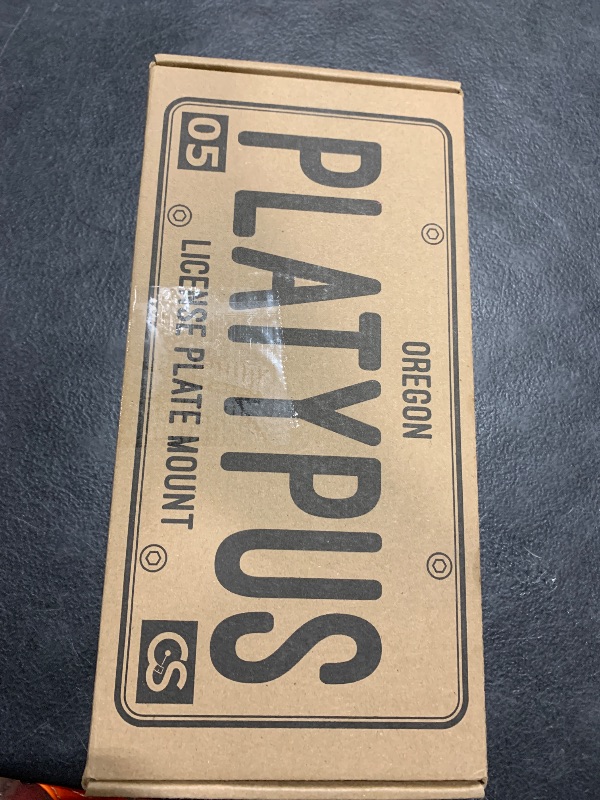 OREGON
PLATYPUS
05
LICENSE PLATE MOUNT
GS